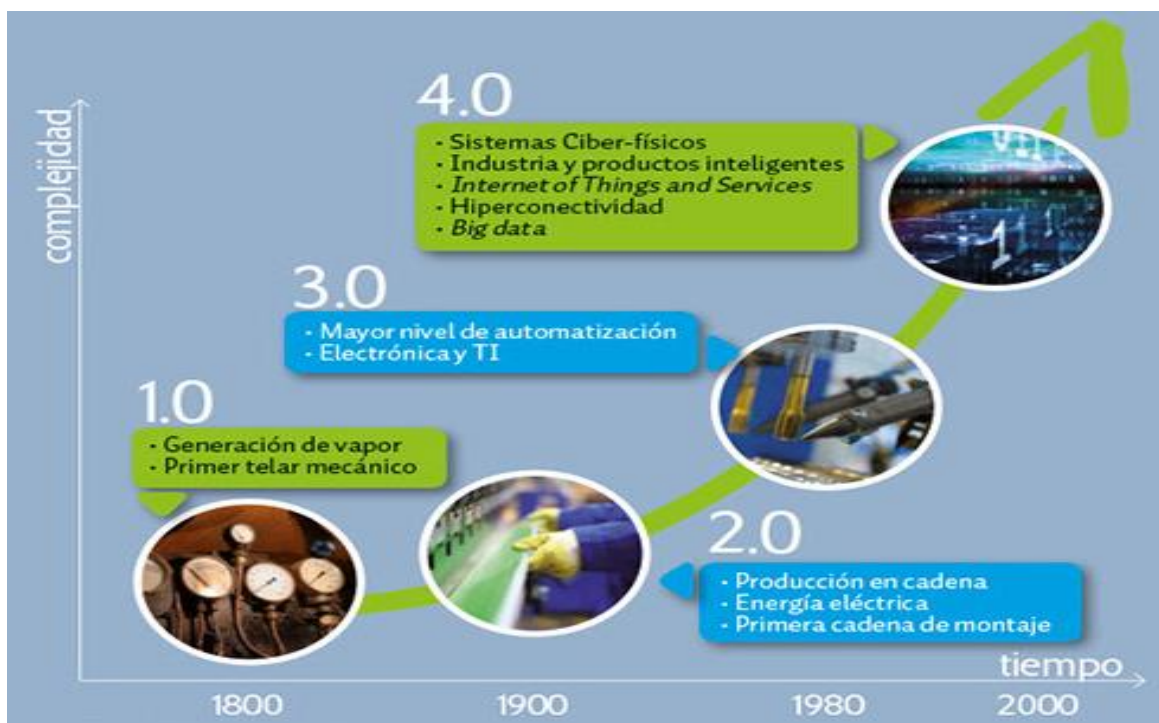 complejidad
4.0
· Sistemas Ciber-físicos
· Industria y productos inteligentes
· Internet of Things and Services
· Hiperconectividad
· Big data
3.0
· Mayor nivel de automatización
· Electrónica y TI
1.0
· Generación de vapor
· Primer telar mecánico
2.0
· Producción en cadena
· Energía eléctrica
· Primera cadena de montaje
tiempo
1800 1900 1980 2000